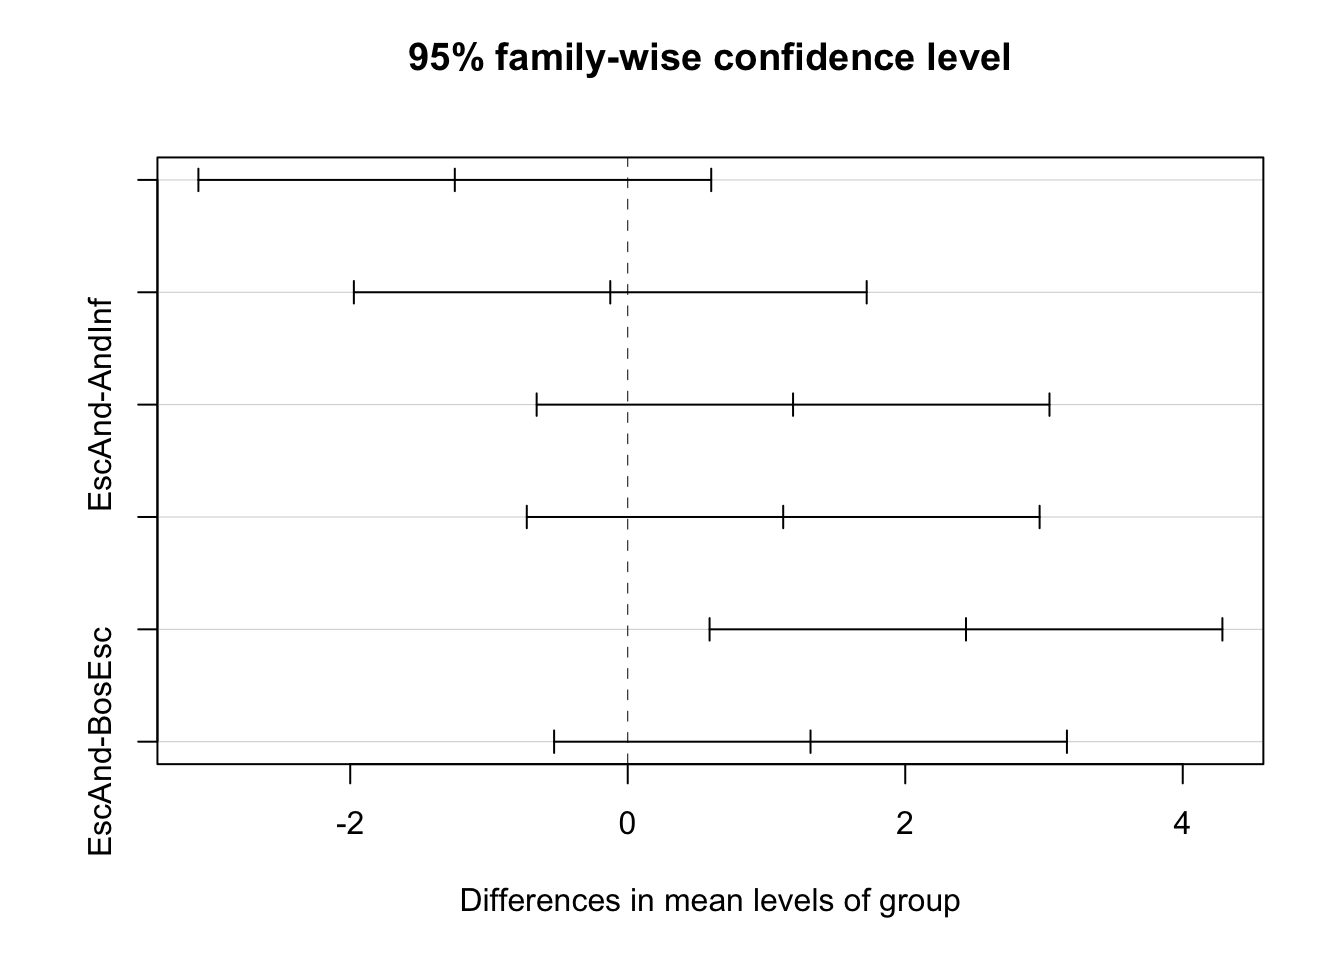 95% family-wise confidence level
EscAnd-AndInf
EscAnd-BosEsc
-2 0 2 4
Differences in mean levels of group